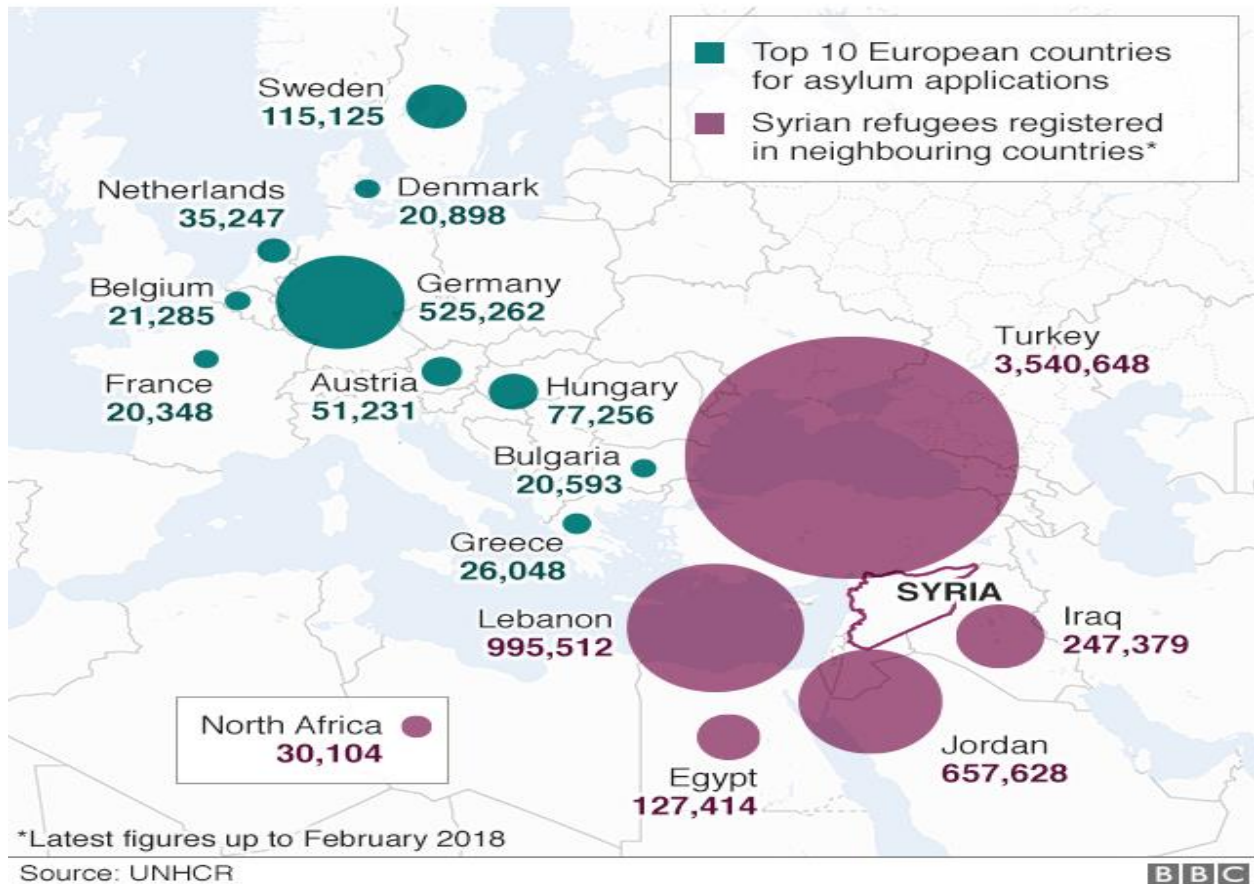 Top 10 European countries
for asylum applications
Syrian refugees registered
in neighbouring countries*
Sweden
115,125
Netherlands
35,247
Denmark
20,898
Belgium
21,285
Germany
525,262
France
20,348
Austria
51,231
Hungary
77,256
Bulgaria
20,593
Greece
26,048
Turkey
3,540,648
SYRIA
Lebanon
995,512
Iraq
247,379
North Africa
30,104
Egypt
127,414
Jordan
657,628
*Latest figures up to February 2018
Source: UNHCR
BBC